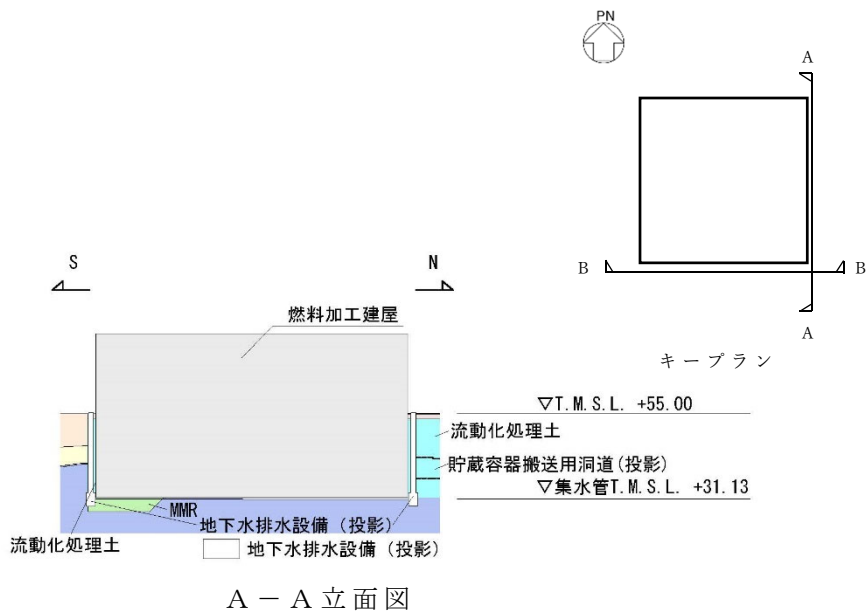 PN
A
B
B
A
キープラン
S
N
燃料加工建屋
▽T.M.S.L. +55.00
流動化処理土
貯蔵容器搬送用洞道(投影)
▽集水管T.M.S.L. +31.13
MMR
地下水排水設備(投影)
流動化処理土
地下水排水設備(投影)
A-A立面図